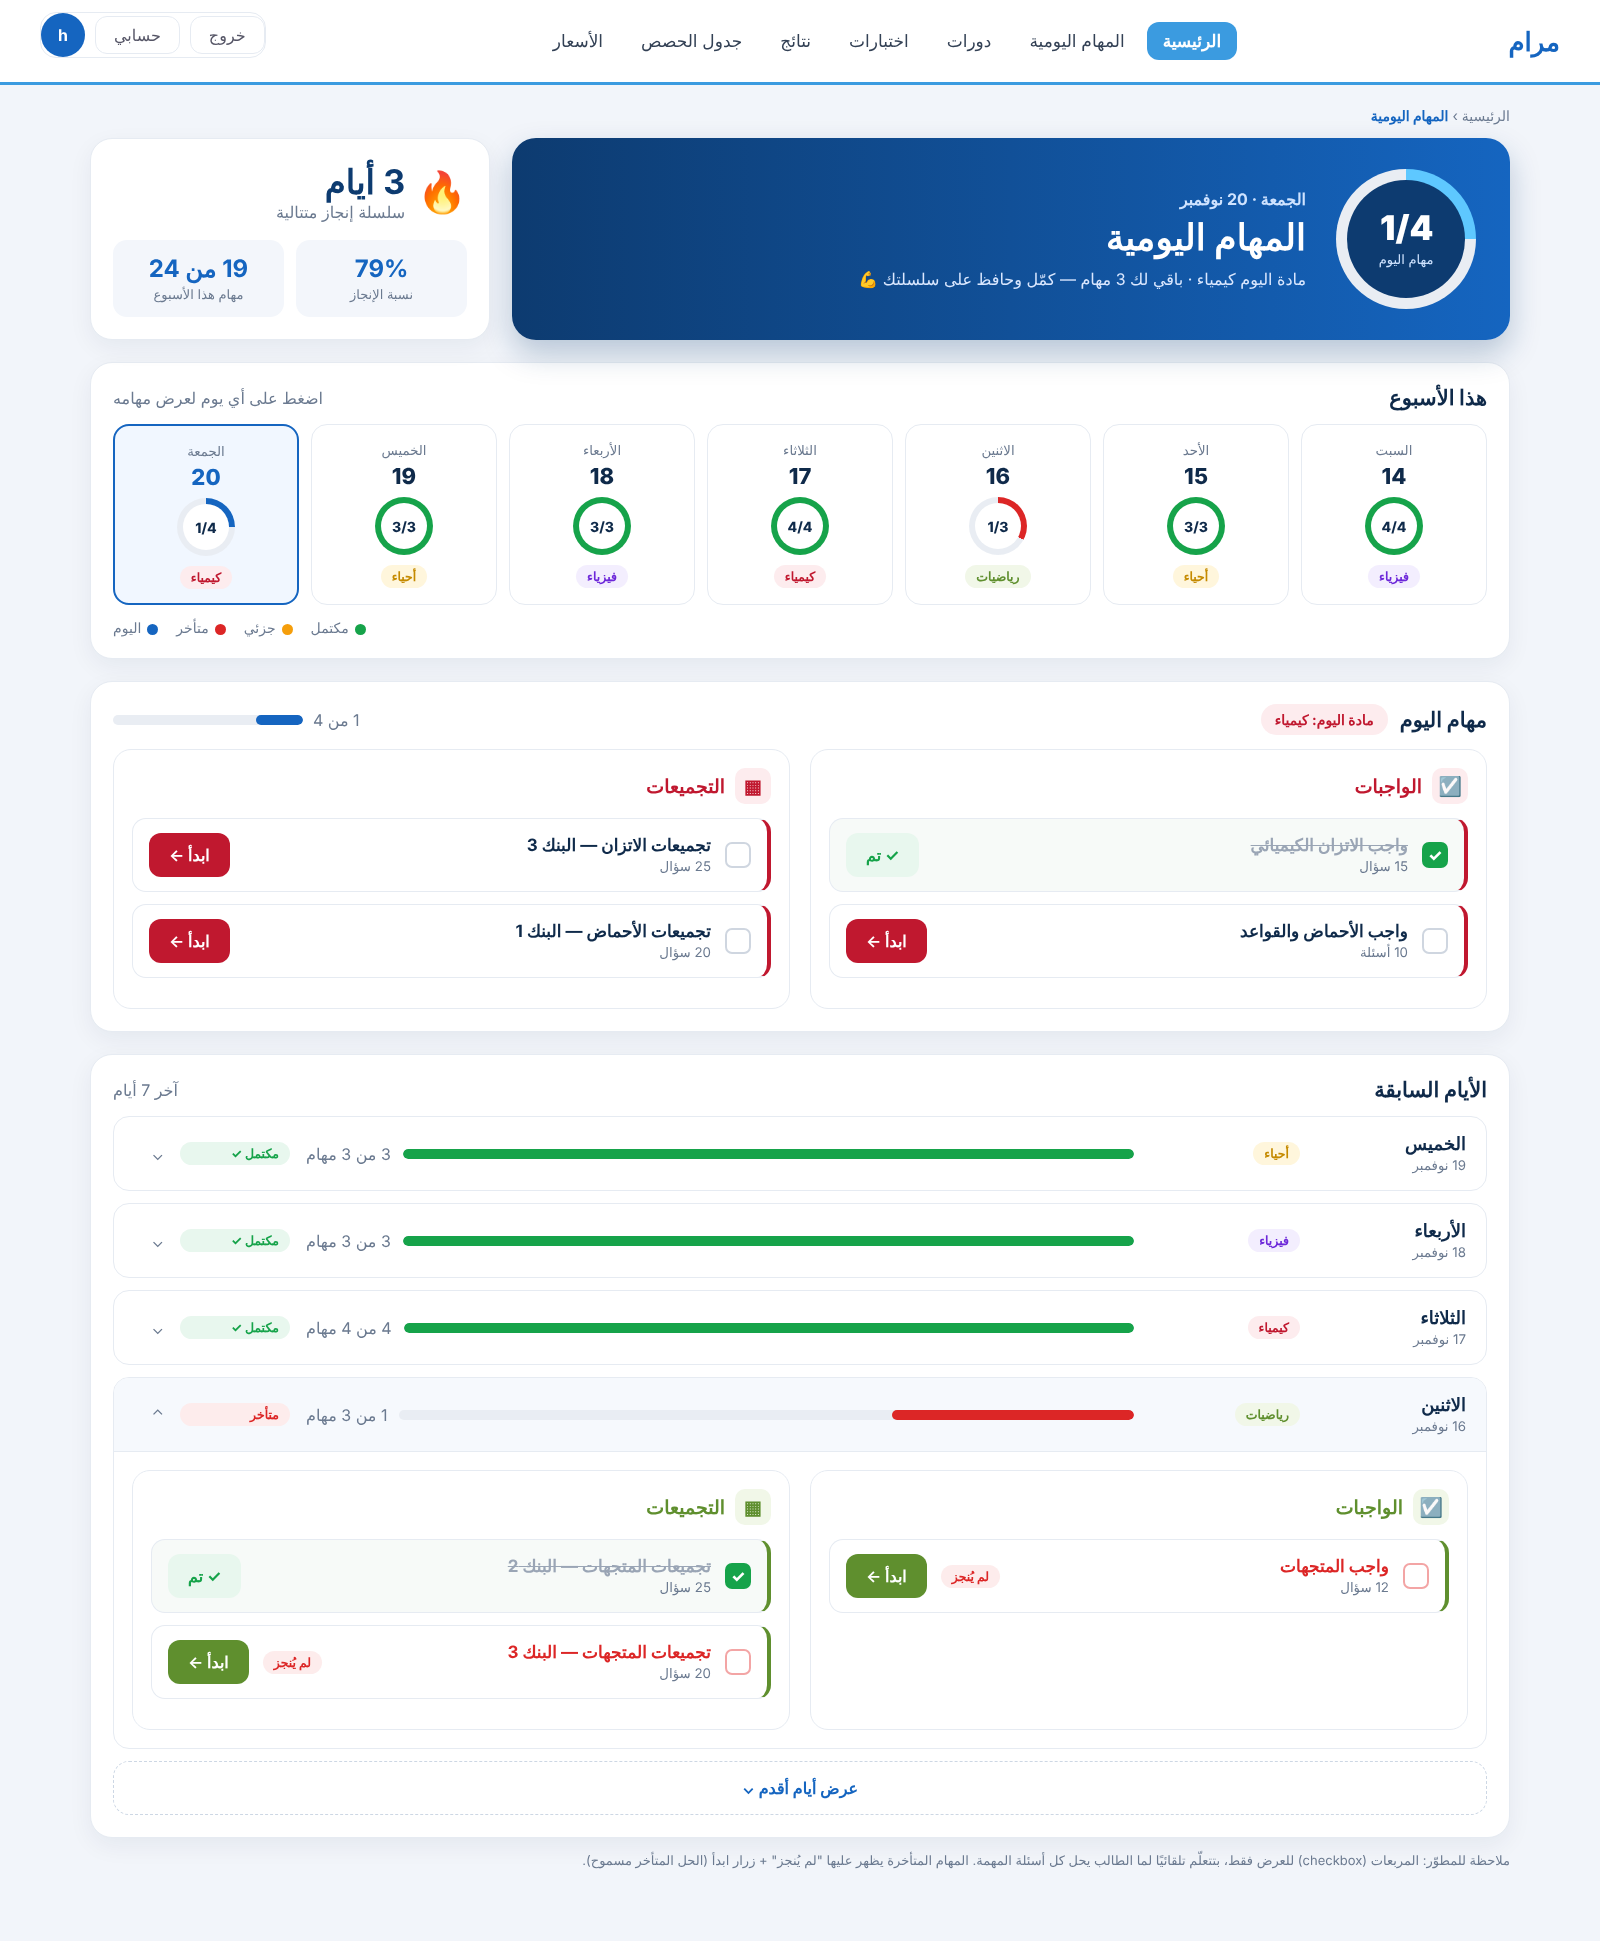 مرام
الرئيسية
المهام اليومية
دورات
اختبارات
نتائج
جدول الحصص
الأسعار
خروج
حسابي
h
الرئيسية › المهام اليومية
1/4
مهام اليوم
الجمعة · 20 نوفمبر
المهام اليومية
مادة اليوم كيمياء · باقي لك 3 مهام — كمّل وحافظ على سلسلتك 💪
🔥
3 أيام
سلسلة إنجاز متتالية
79%
نسبة الإنجاز
19 من 24
مهام هذا الأسبوع
هذا الأسبوع
اضغط على أي يوم لعرض مهامه
السبت
14
4/4
فيزياء
الأحد
15
3/3
أحياء
الاثنين
16
1/3
رياضيات
الثلاثاء
17
4/4
كيمياء
الأربعاء
18
3/3
فيزياء
الخميس
19
3/3
أحياء
الجمعة
20
1/4
كيمياء
مكتمل
جزئي
متأخر
اليوم
مهام اليوم
مادة اليوم: كيمياء
1 من 4
الواجبات
واجب الاتزان الكيميائي
15 سؤال
✓ تم
واجب الأحماض والقواعد
10 أسئلة
ابدأ ←
التجميعات
تجميعات الاتزان — البنك 3
25 سؤال
ابدأ ←
تجميعات الأحماض — البنك 1
20 سؤال
ابدأ ←
الأيام السابقة
آخر 7 أيام
الخميس
19 نوفمبر
أحياء
3 من 3 مهام
مكتمل ✓
الأربعاء
18 نوفمبر
فيزياء
3 من 3 مهام
مكتمل ✓
الثلاثاء
17 نوفمبر
كيمياء
4 من 4 مهام
مكتمل ✓
الاثنين
16 نوفمبر
رياضيات
1 من 3 مهام
متأخر
الواجبات
واجب المتجهات
12 سؤال
لم يُنجز
ابدأ ←
التجميعات
تجميعات المتجهات — البنك 2
25 سؤال
✓ تم
تجميعات المتجهات — البنك 3
20 سؤال
لم يُنجز
ابدأ ←
عرض أيام أقدم
ملاحظة للمطوّر: المربعات (checkbox) للعرض فقط، بتتعلّم تلقائيًا لما الطالب يحل كل أسئلة المهمة. المهام المتأخرة يظهر عليها "لم يُنجز" + زرار ابدأ (الحل المتأخر مسموح).